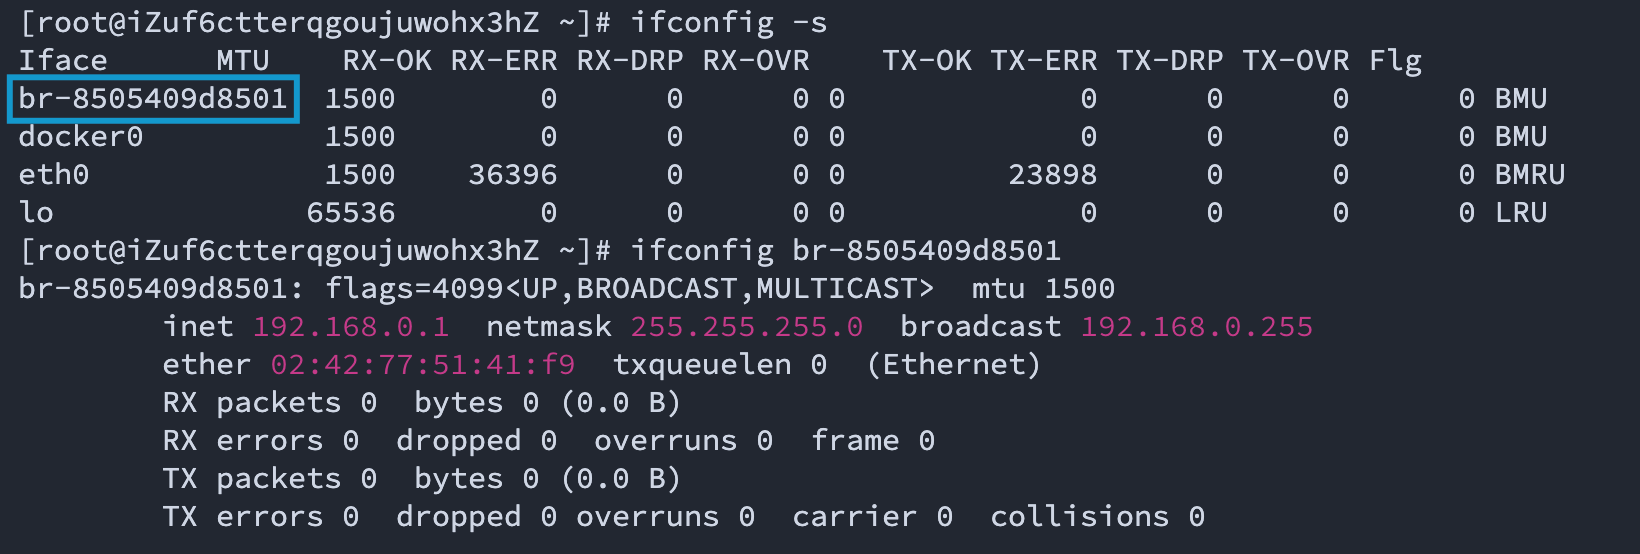 [root@iZuf6ctterqgoujuwohx3hZ ~]# ifconfig -s
Iface      MTU    RX-OK RX-ERR RX-DRP RX-OVR    TX-OK TX-ERR TX-DRP TX-OVR Flg
br-8505409d8501  1500        0      0      0 0             0      0      0      0 BMU
docker0          1500        0      0      0 0             0      0      0      0 BMU
eth0             1500    36396      0      0 0         23898      0      0      0 BMRU
lo              65536        0      0      0 0             0      0      0      0 LRU
[root@iZuf6ctterqgoujuwohx3hZ ~]# ifconfig br-8505409d8501
br-8505409d8501: flags=4099<UP,BROADCAST,MULTICAST>  mtu 1500
        inet 192.168.0.1  netmask 255.255.255.0  broadcast 192.168.0.255
        ether 02:42:77:51:41:f9  txqueuelen 0  (Ethernet)
        RX packets 0  bytes 0 (0.0 B)
        RX errors 0  dropped 0  overruns 0  frame 0
        TX packets 0  bytes 0 (0.0 B)
        TX errors 0  dropped 0 overruns 0  carrier 0  collisions 0